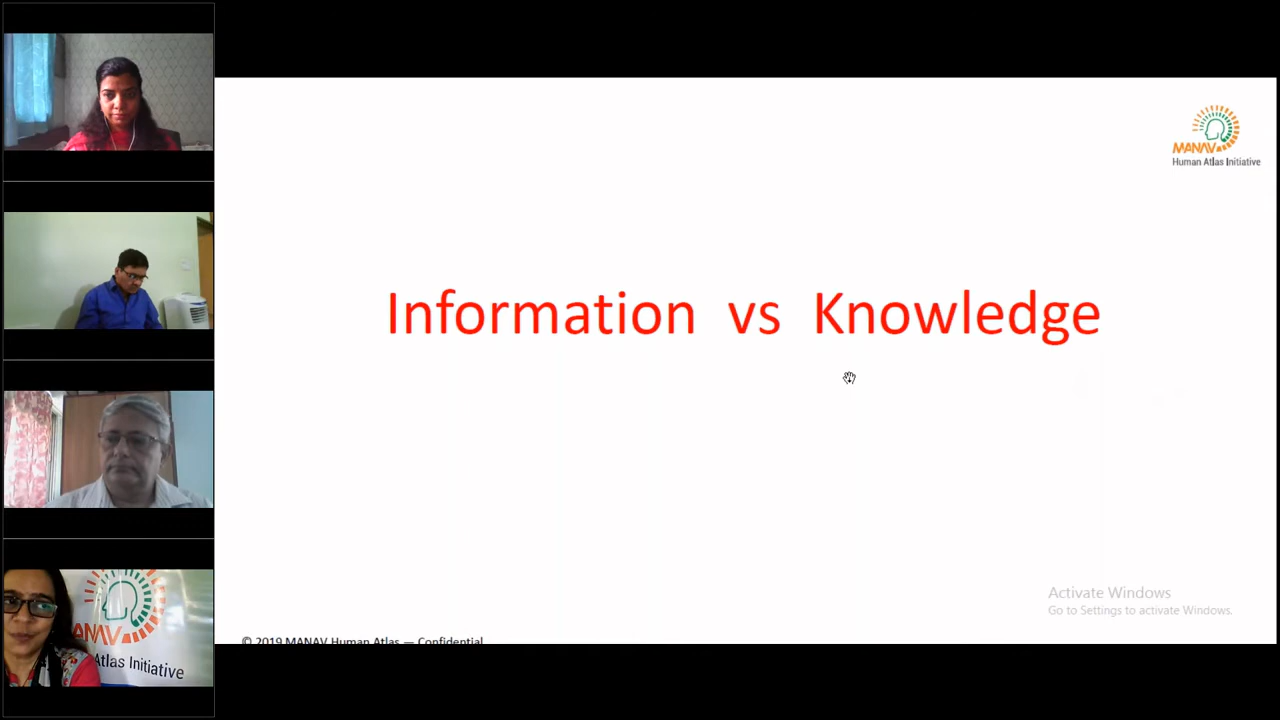 MANAV
Human Atlas Initiative
Information vs Knowledge
Activate Windows
Go to Settings to activate Windows.
© 2019 MANAV Human Atlas — Confidential
MANAV
Atlas Initiative